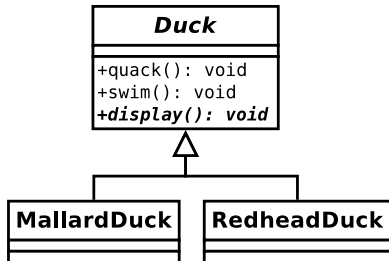 Duck
+quack(): void
+swim(): void
+display(): void
MallardDuck
RedheadDuck